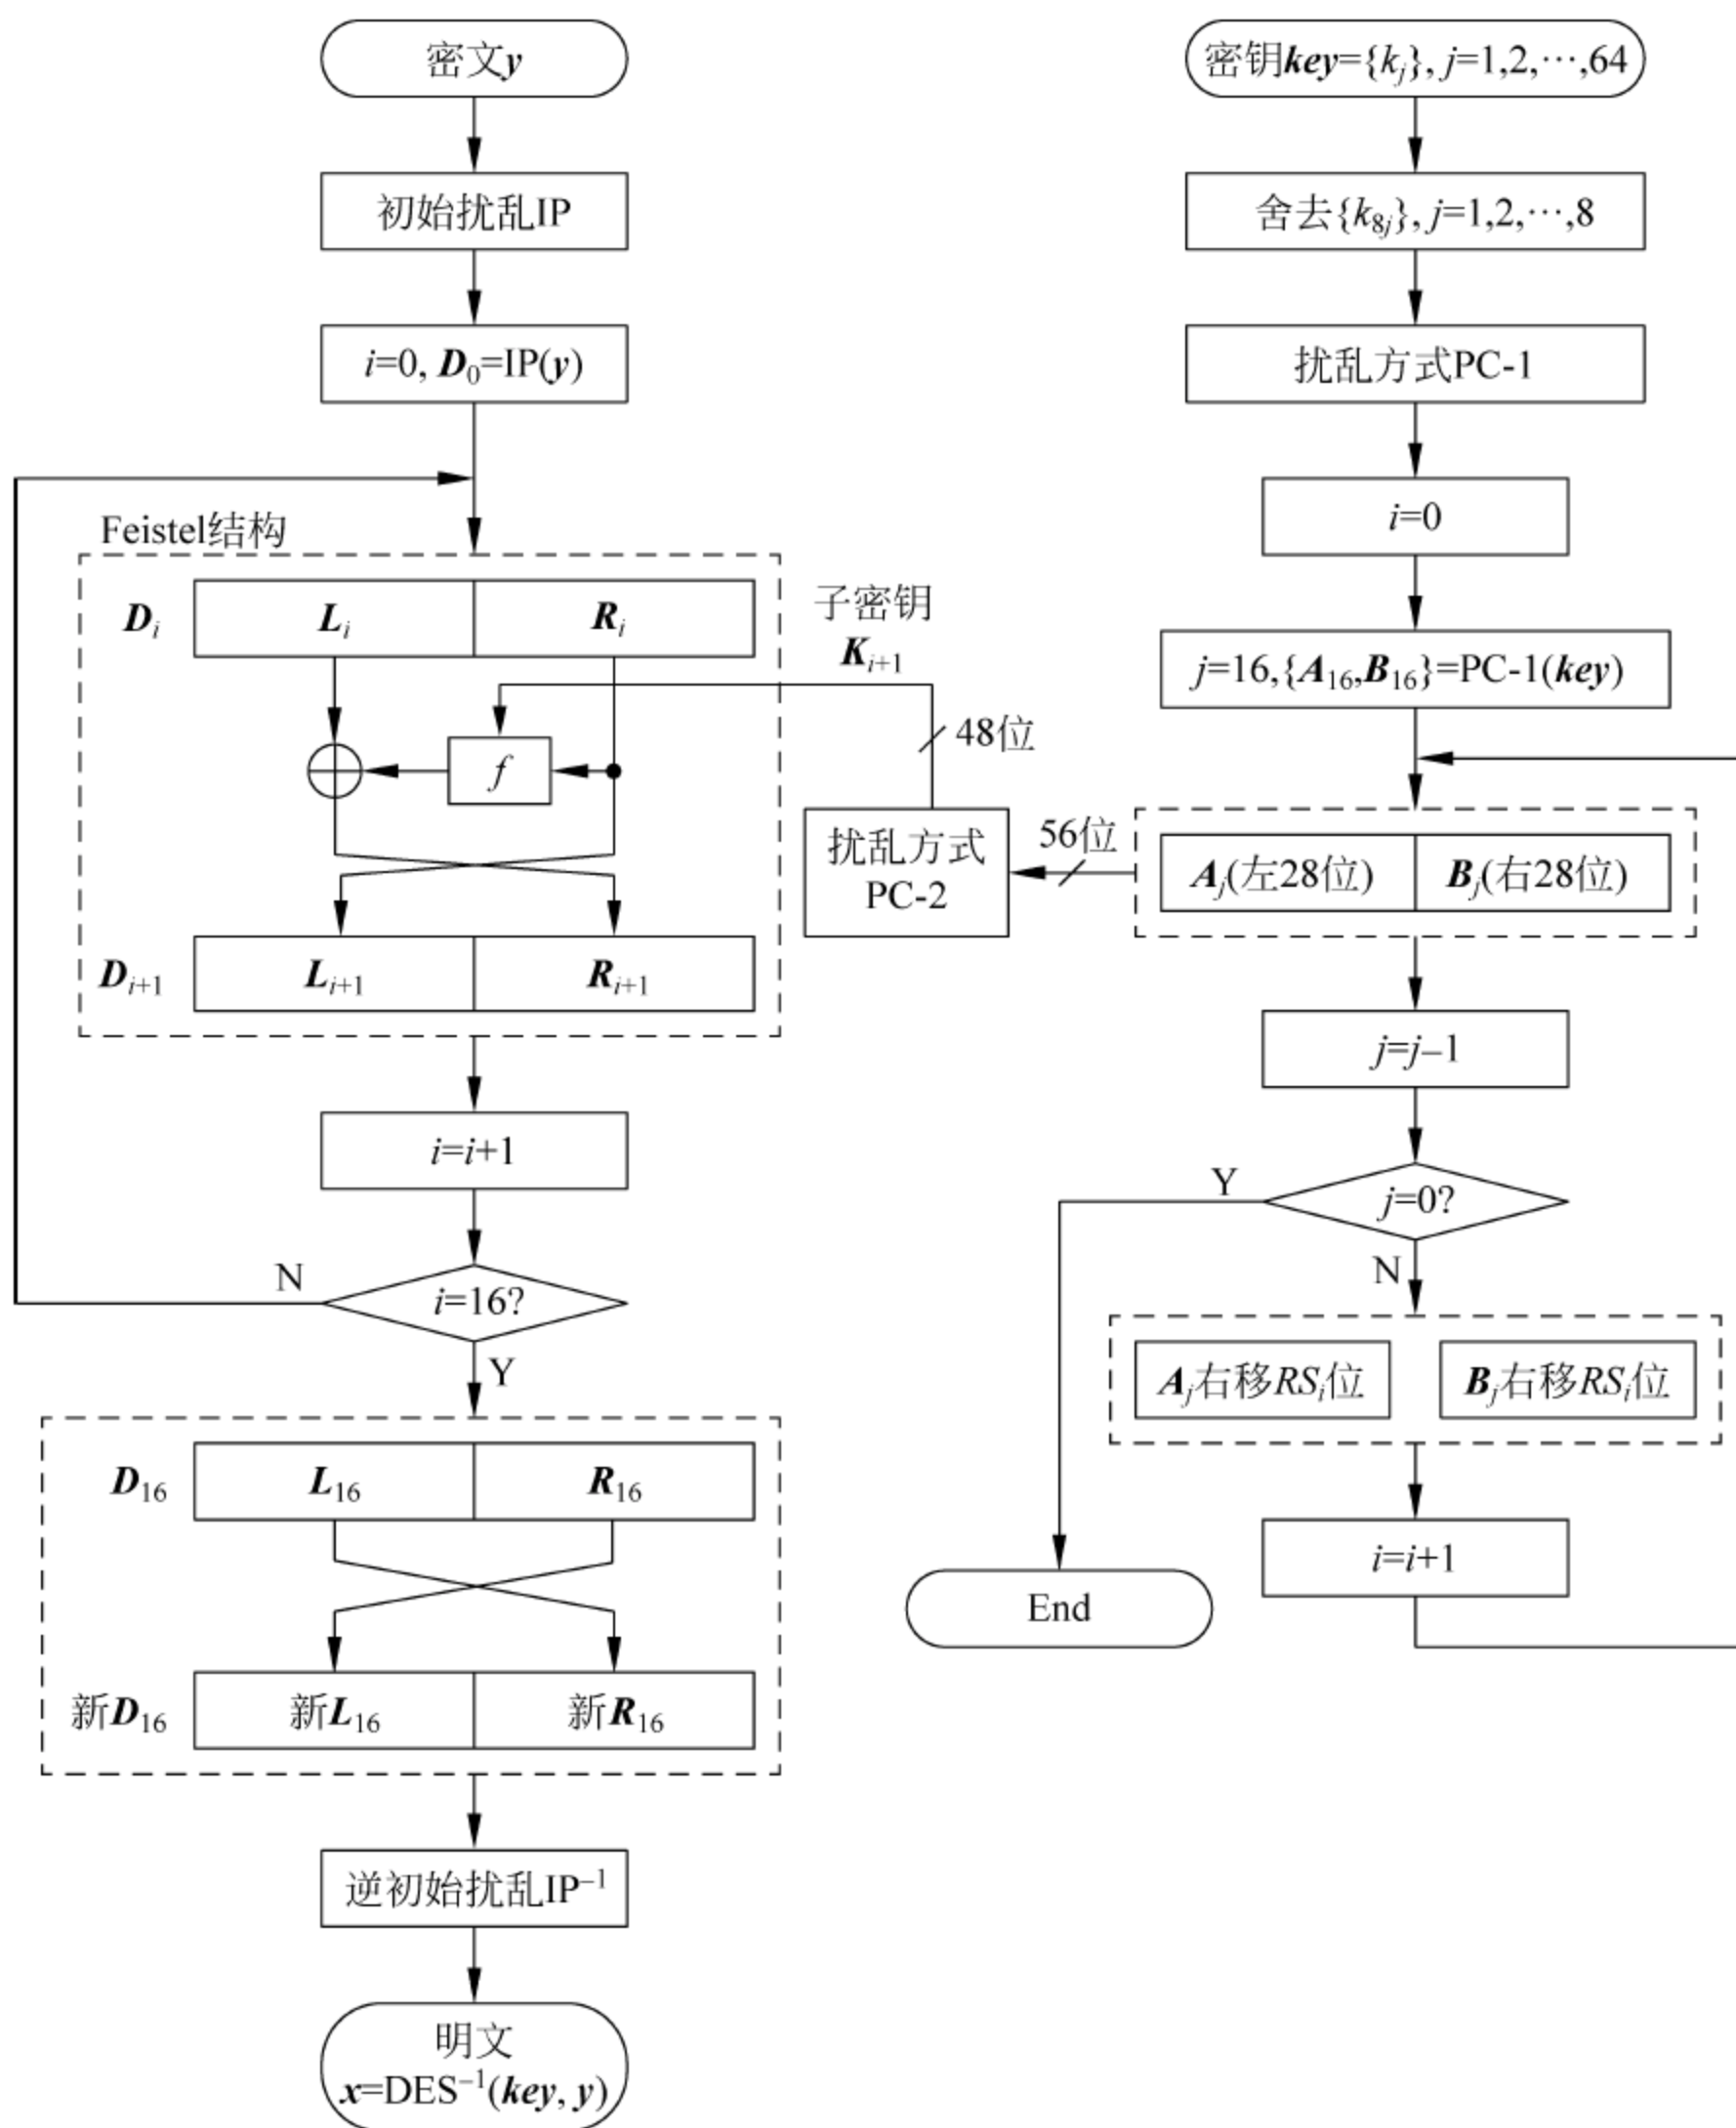 密文y
初始扰乱IP
i=0, D₀=IP(y)
Feistel结构
Dᵢ
Lᵢ
Rᵢ
f
Dᵢ₊₁
Lᵢ₊₁
Rᵢ₊₁
i=i+1
N
i=16?
Y
D₁₆
L₁₆
R₁₆
新D₁₆
新L₁₆
新R₁₆
逆初始扰乱IP⁻¹
明文
x=DES⁻¹(key, y)
子密钥
Kᵢ₊₁
48位
扰乱方式
PC-2
56位
密钥key={kⱼ}, j=1,2,⋯,64
舍去{k₈ⱼ}, j=1,2,⋯,8
扰乱方式PC-1
i=0
j=16,{A₁₆,B₁₆}=PC-1(key)
Aⱼ(左28位)
Bⱼ(右28位)
j=j–1
Y
j=0?
N
Aⱼ右移RSᵢ位
Bⱼ右移RSᵢ位
i=i+1
End